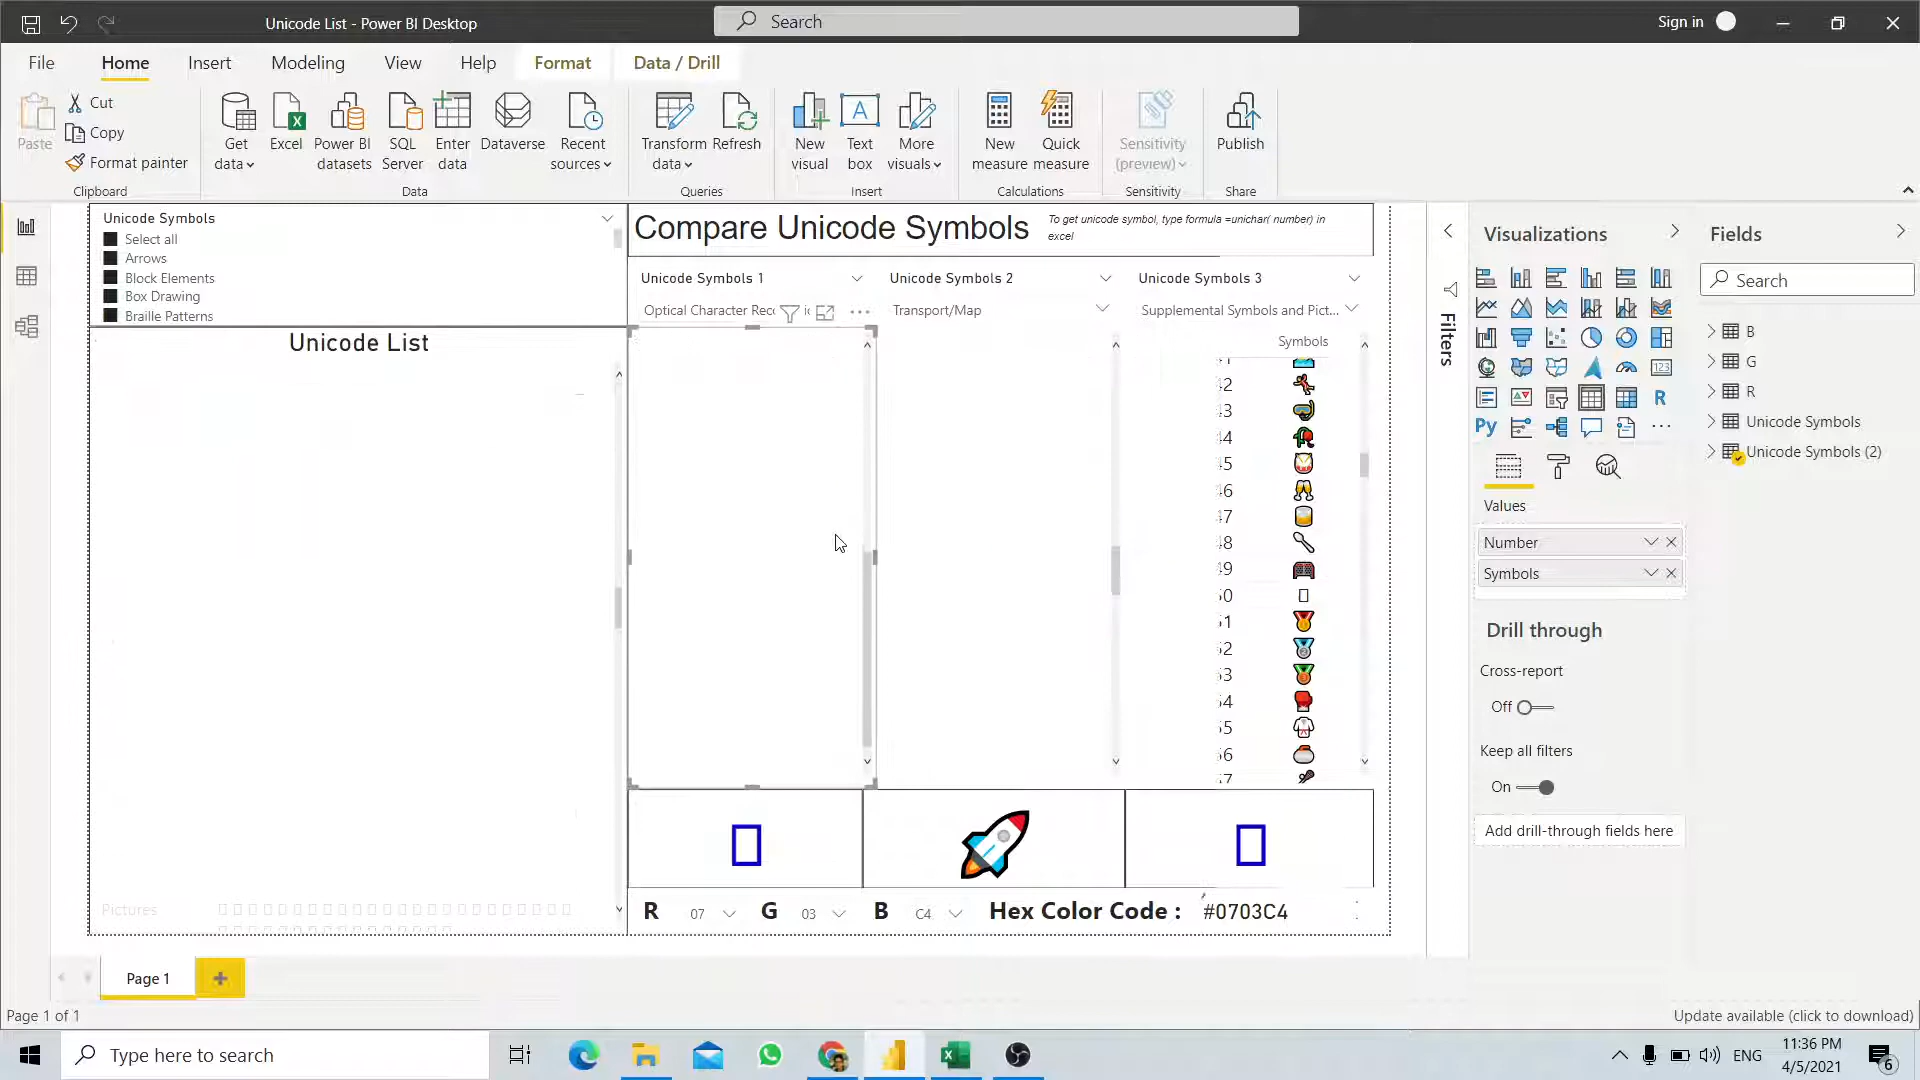 Unicode List - Power BI Desktop
Search
Sign in
File
Home
Insert
Modeling
View
Help
Format
Data / Drill
Paste
Cut
Copy
Format painter
Clipboard
Get data
Excel
Power BI datasets
SQL Server
Enter data
Dataverse
Recent sources
Data
Transform data
Refresh
Queries
New visual
Text box
More visuals
Insert
New measure
Quick measure
Calculations
Sensitivity (preview)
Sensitivity
Publish
Share
Unicode Symbols
Select all
Arrows
Block Elements
Box Drawing
Braille Patterns
Unicode List
Pictures
Compare Unicode Symbols
To get unicode symbol, type formula =unichar( number) in
excel
Unicode Symbols 1
Optical Character Rec
Unicode Symbols 2
Transport/Map
Unicode Symbols 3
Supplemental Symbols and Pict...
Symbols
R 07 G 03 B C4 Hex Color Code : #0703C4
Filters
Visualizations
R
Py
123
Values
Number
Symbols
Drill through
Cross-report
Off
Keep all filters
On
Add drill-through fields here
Fields
Search
B
G
R
Unicode Symbols
Unicode Symbols (2)
Page 1
Page 1 of 1
Update available (click to download)
Type here to search
ENG
11:36 PM
4/5/2021
6